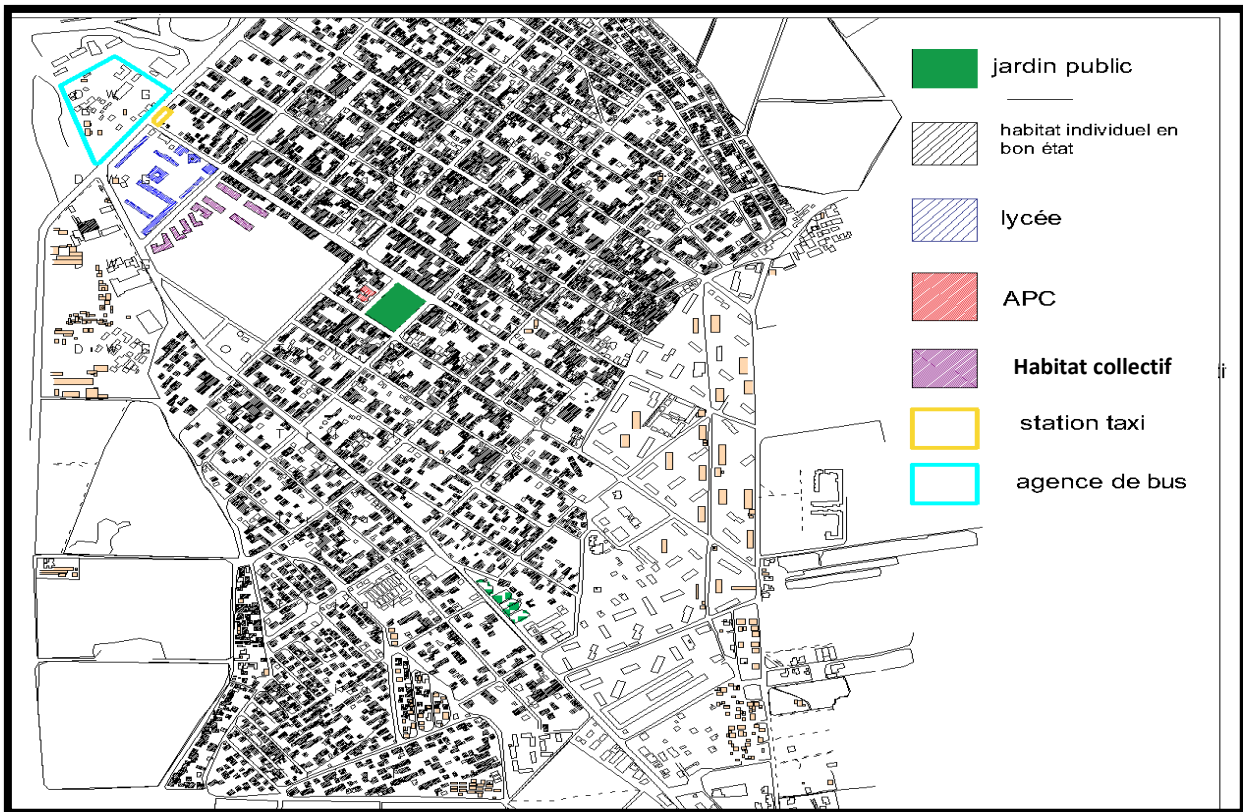 jardin public
habitat individuel en
bon état
lycée
APC
Habitat collectif
station taxi
agence de bus
D W G
D W G
D W G